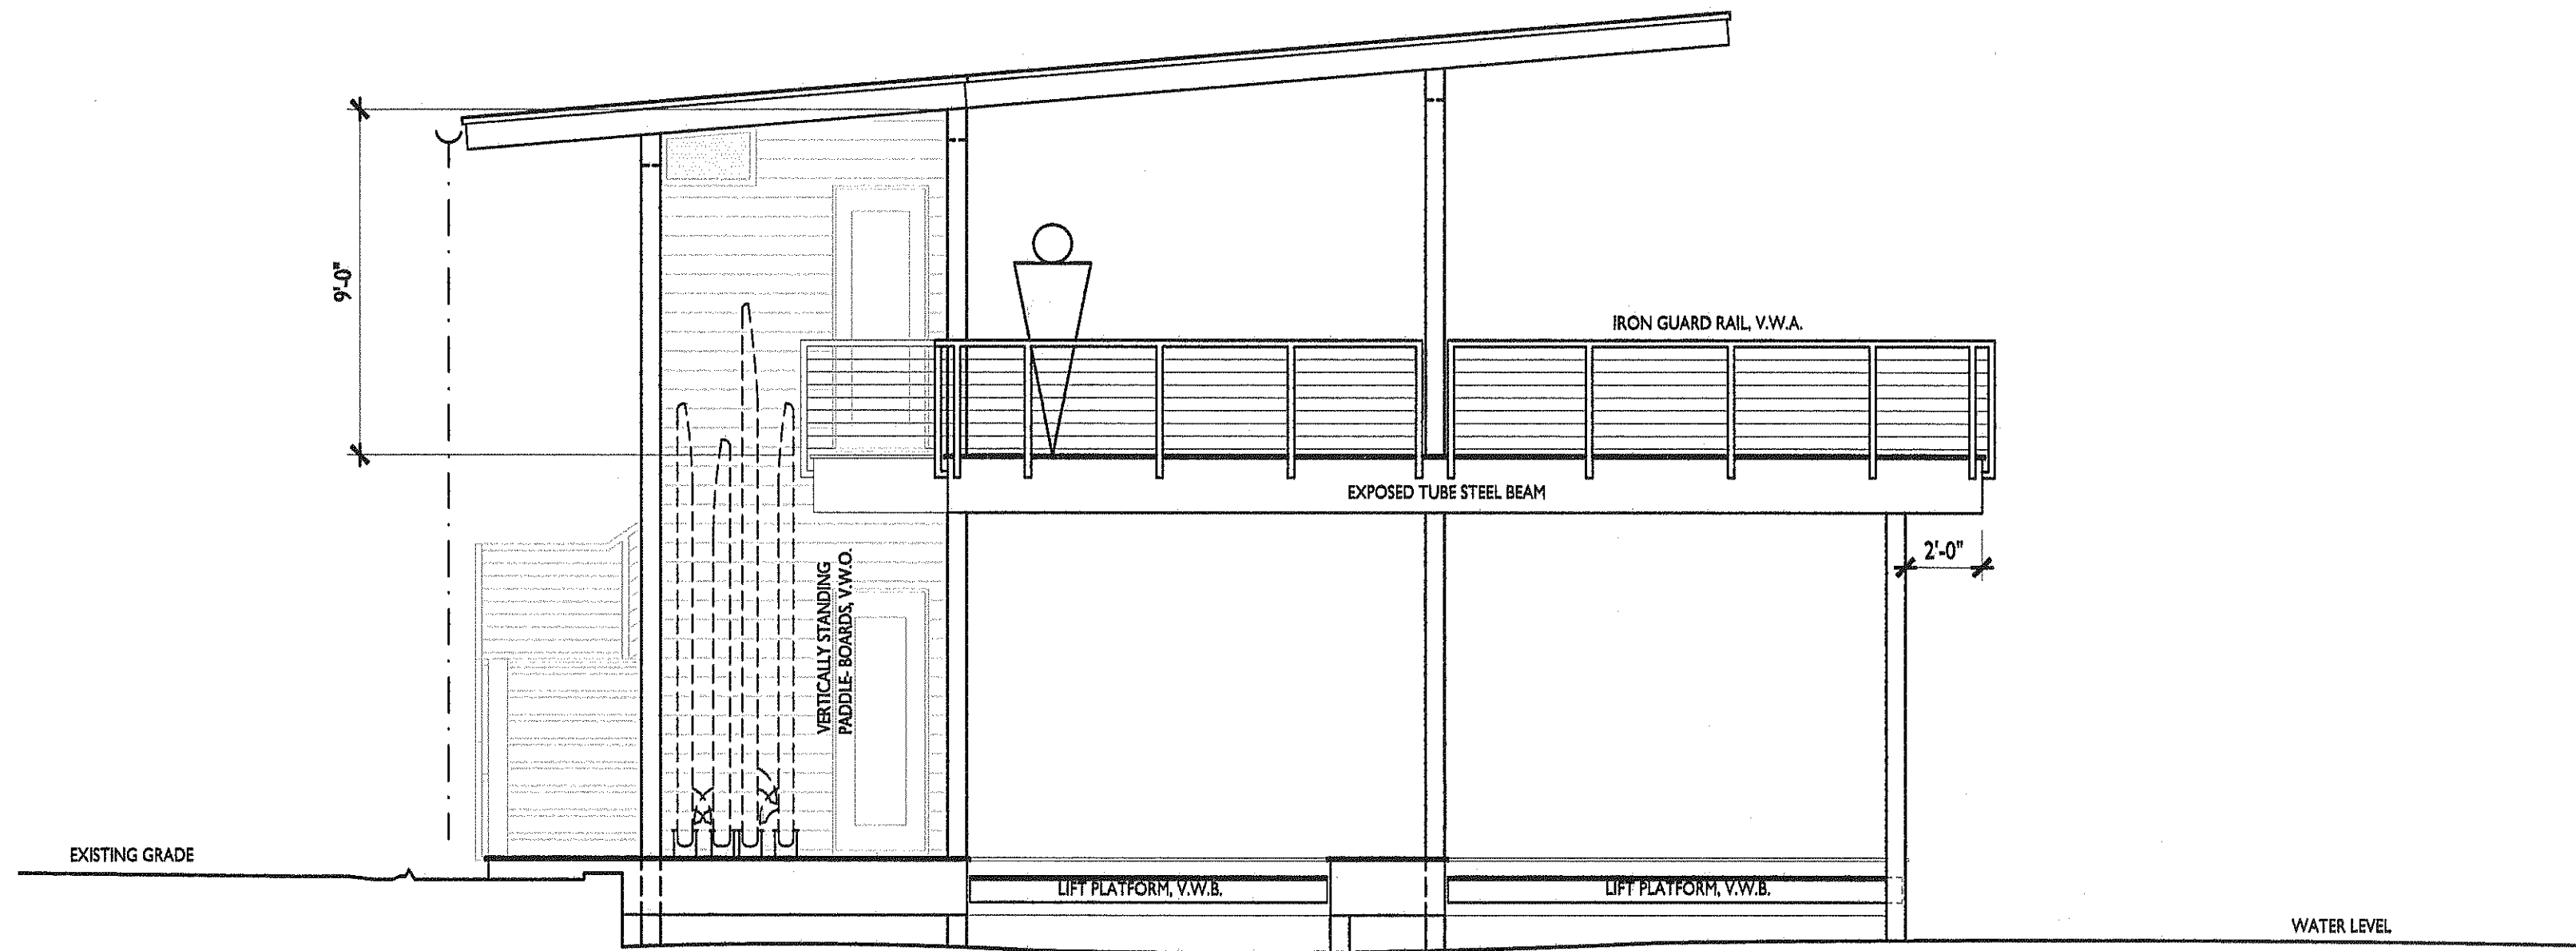 9'-0"
IRON GUARD RAIL, V.W.A.
EXPOSED TUBE STEEL BEAM
2'-0"
VERTICALLY STANDING
PADDLE- BOARDS, V.W.O.
EXISTING GRADE
LIFT PLATFORM, V.W.B.
LIFT PLATFORM, V.W.B.
WATER LEVEL